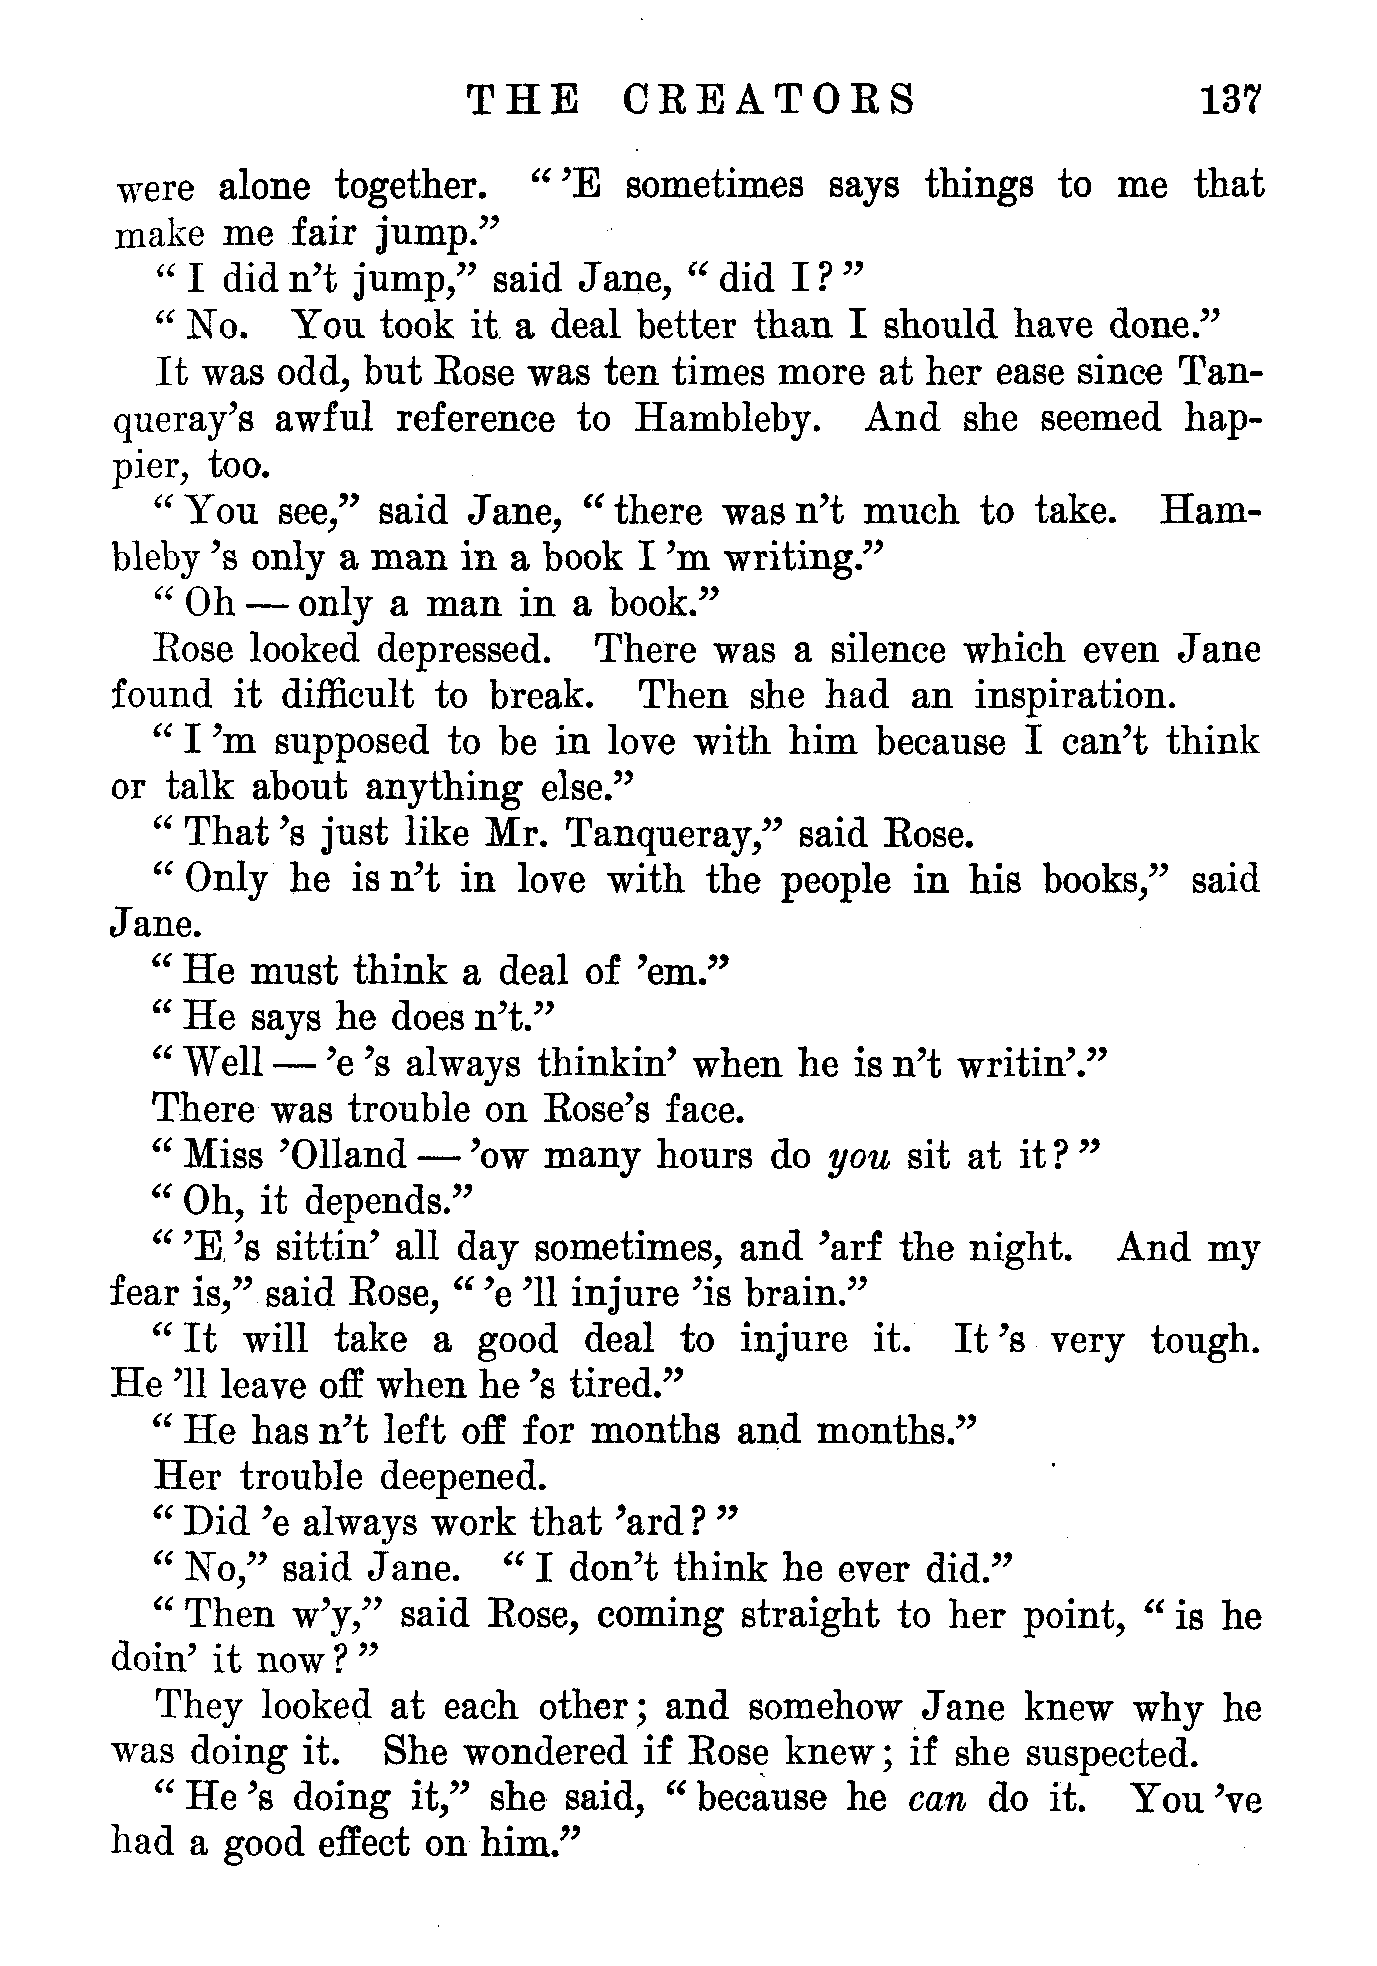 THE CREATORS 137
were alone together. “ ’E sometimes says things to me that
make me fair jump.”
“ I did n’t jump,” said Jane, “ did I? ”
“ No. You took it a deal better than I should have done.”
It was odd, but Rose was ten times more at her ease since Tan-
queray’s awful reference to Hambleby. And she seemed hap-
pier, too.
“ You see,” said Jane, “ there was n’t much to take. Ham-
bleby ’s only a man in a book I ’m writing.”
“ Oh — only a man in a book.”
Rose looked depressed. There was a silence which even Jane
found it difficult to break. Then she had an inspiration.
“ I ’m supposed to be in love with him because I can’t think
or talk about anything else.”
“ That ’s just like Mr. Tanqueray,” said Rose.
“ Only he is n’t in love with the people in his books,” said
Jane.
“ He must think a deal of ’em.”
“ He says he does n’t.”
“ Well — ’e ’s always thinkin’ when he is n’t writin’.”
There was trouble on Rose’s face.
“ Miss ’Olland — ’ow many hours do you sit at it? ”
“ Oh, it depends.”
“ ’E ’s sittin’ all day sometimes, and ’arf the night. And my
fear is,” said Rose, “ ’e ’ll injure ’is brain.”
“ It will take a good deal to injure it. It ’s very tough.
He ’ll leave off when he ’s tired.”
“ He has n’t left off for months and months.”
Her trouble deepened.
“ Did ’e always work that ’ard? ”
“ No,” said Jane. “ I don’t think he ever did.”
“ Then w’y,” said Rose, coming straight to her point, “ is he
doin’ it now? ”
They looked at each other; and somehow Jane knew why he
was doing it. She wondered if Rose knew; if she suspected.
“ He ’s doing it,” she said, “ because he can do it. You ’ve
had a good effect on him.”